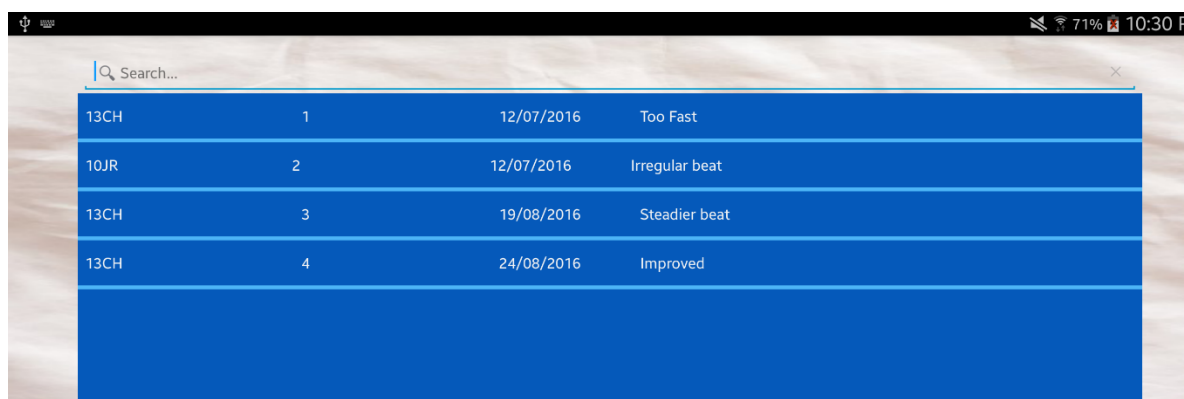 71% 10:30 P
Search...
13CH 1 12/07/2016 Too Fast
10JR 2 12/07/2016 Irregular beat
13CH 3 19/08/2016 Steadier beat
13CH 4 24/08/2016 Improved